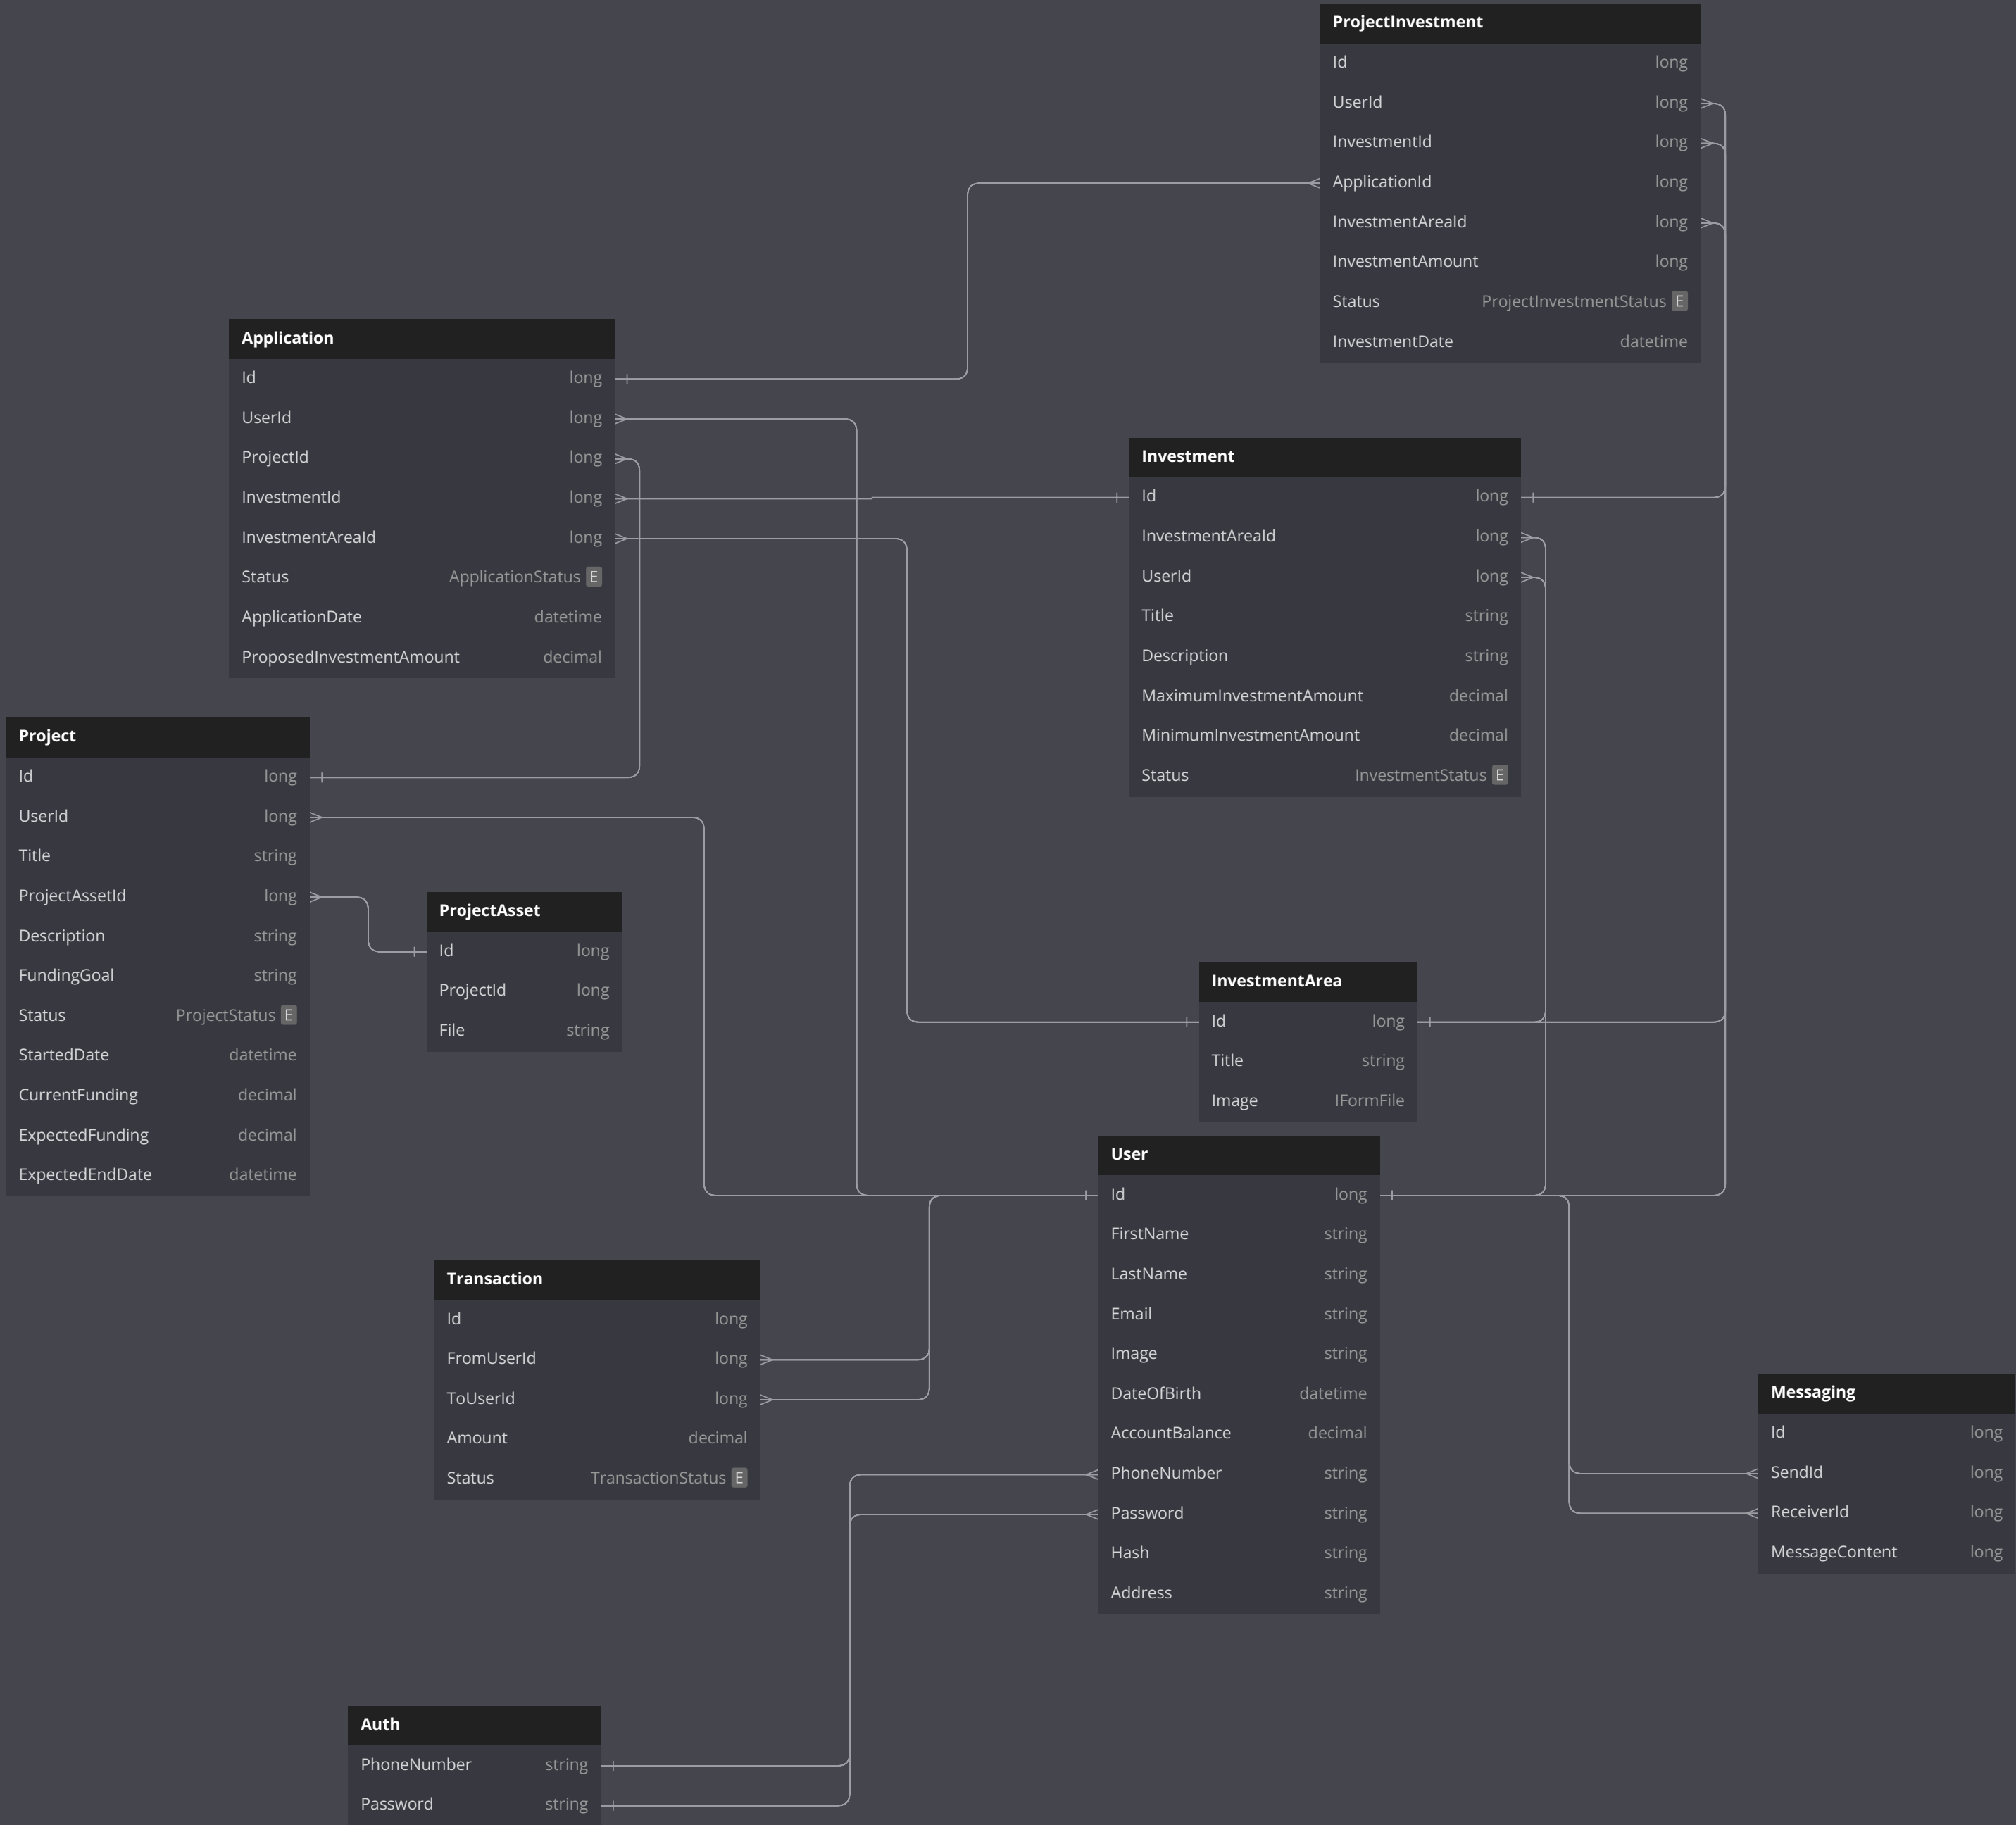 ProjectInvestment
Id long
UserId long
InvestmentId long
ApplicationId long
InvestmentAreaId long
InvestmentAmount long
Status ProjectInvestmentStatus E
InvestmentDate datetime
Application
Id long
UserId long
ProjectId long
InvestmentId long
InvestmentAreaId long
Status ApplicationStatus E
ApplicationDate datetime
ProposedInvestmentAmount decimal
Investment
Id long
InvestmentAreaId long
UserId long
Title string
Description string
MaximumInvestmentAmount decimal
MinimumInvestmentAmount decimal
Status InvestmentStatus E
Project
Id long
UserId long
Title string
ProjectAssetId long
Description string
FundingGoal string
Status ProjectStatus E
StartedDate datetime
CurrentFunding decimal
ExpectedFunding decimal
ExpectedEndDate datetime
ProjectAsset
Id long
ProjectId long
File string
InvestmentArea
Id long
Title string
Image IFormFile
User
Id long
FirstName string
LastName string
Email string
Image string
DateOfBirth datetime
AccountBalance decimal
PhoneNumber string
Password string
Hash string
Address string
Transaction
Id long
FromUserId long
ToUserId long
Amount decimal
Status TransactionStatus E
Messaging
Id long
SendId long
ReceiverId long
MessageContent long
Auth
PhoneNumber string
Password string